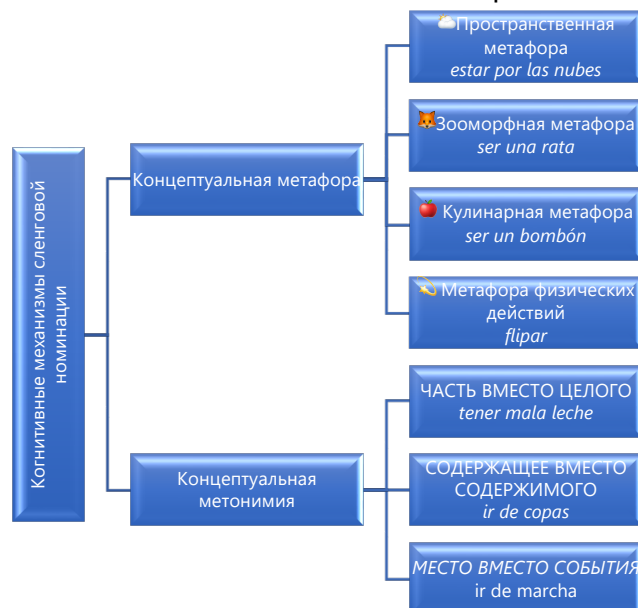 Когнитивные механизмы сленговой
номинации
Концептуальная метафора
Пространственная
метафора
estar por las nubes
Зооморфная метафора
ser una rata
Кулинарная метафора
ser un bombón
Метафора физических
действий
flipar
Концептуальная
метонимия
ЧАСТЬ ВМЕСТО ЦЕЛОГО
tener mala leche
СОДЕРЖАЩЕЕ ВМЕСТО
СОДЕРЖИМОГО
ir de copas
МЕСТО ВМЕСТО СОБЫТИЯ
ir de marcha